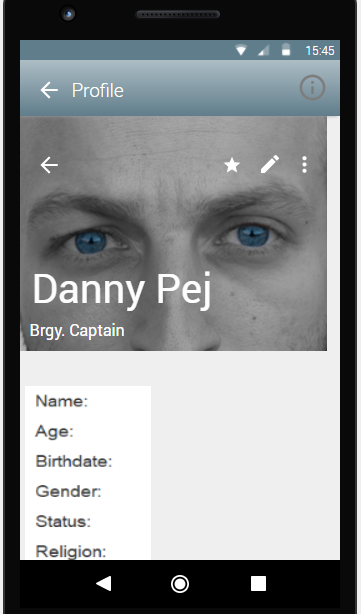 15:45
Profile
Danny Pej
Brgy. Captain
Name:
Age:
Birthdate:
Gender:
Status:
Religion: